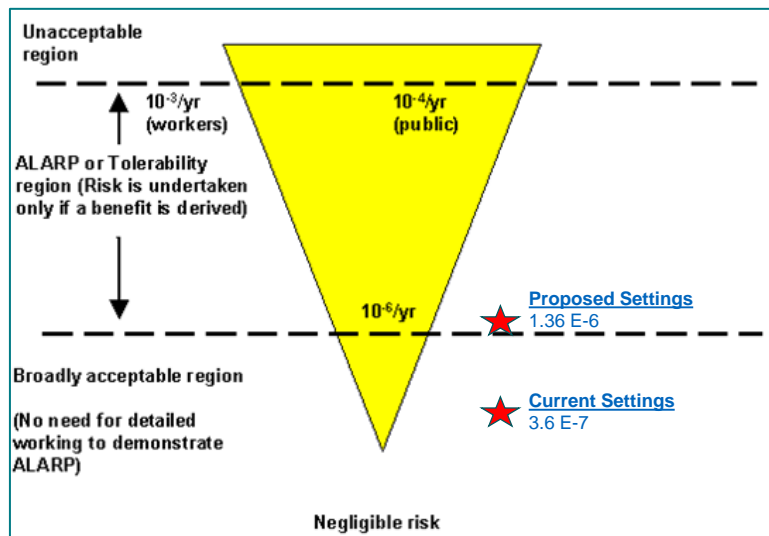 Unacceptable
region
10-3/yr
(workers)
10-4/yr
(public)
ALARP or Tolerability
region (Risk is undertaken
only if a benefit is derived)
10-6/yr
Proposed Settings
1.36 E-6
Broadly acceptable region
(No need for detailed
working to demonstrate
ALARP)
Current Settings
3.6 E-7
Negligible risk